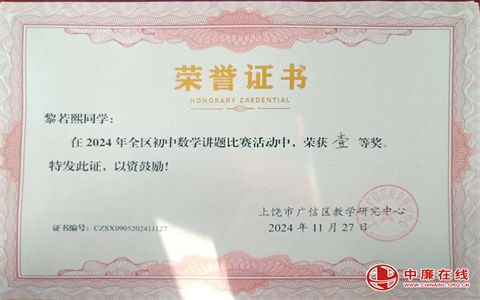 荣誉证书
HONORARY CREDENTIAL
黎若熙同学：
在2024年全区初中数学讲题比赛活动中，荣获 壹 等奖。
特发此证，以资鼓励！
上饶市广信区教学研究中心
证书编号：CZSX0905202411127
2024年11月27日
中廉在线
WWW.CHINAINC.ORG.CN